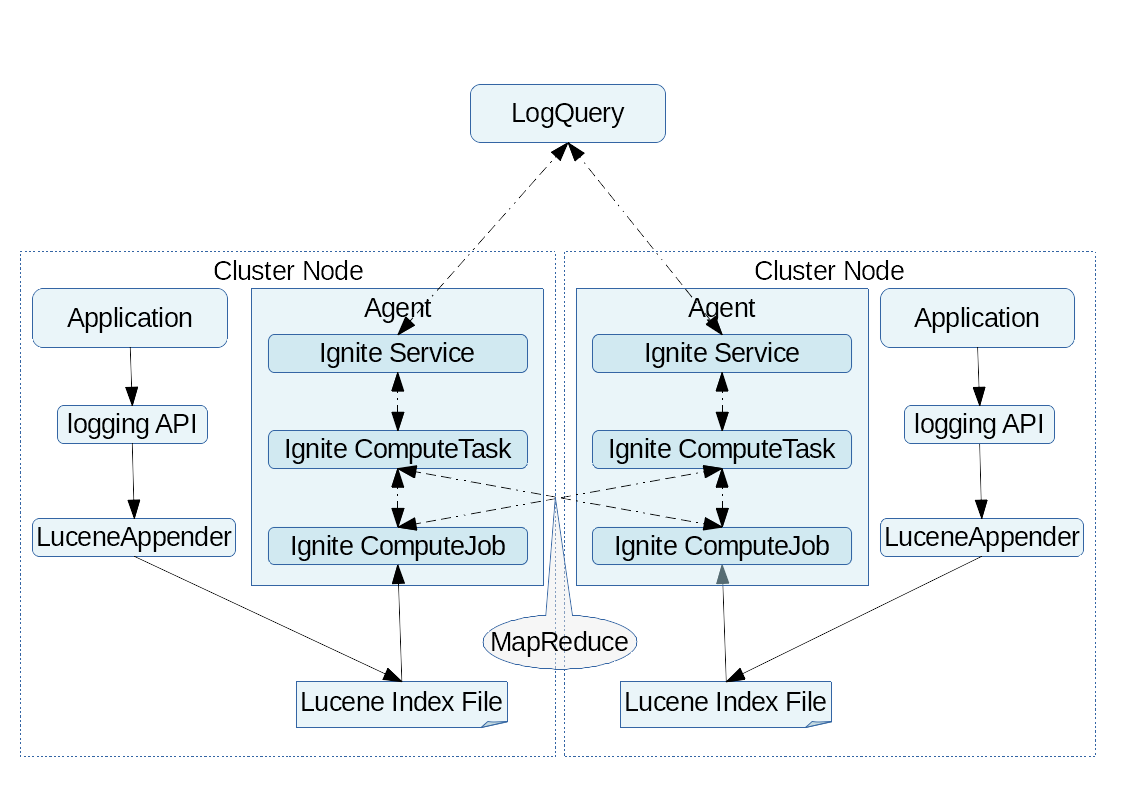 LogQuery
Cluster Node
Cluster Node
Application
Agent
Agent
Application
Ignite Service
Ignite Service
logging API
Ignite ComputeTask
Ignite ComputeTask
logging API
LuceneAppender
Ignite ComputeJob
Ignite ComputeJob
LuceneAppender
MapReduce
Lucene Index File
Lucene Index File